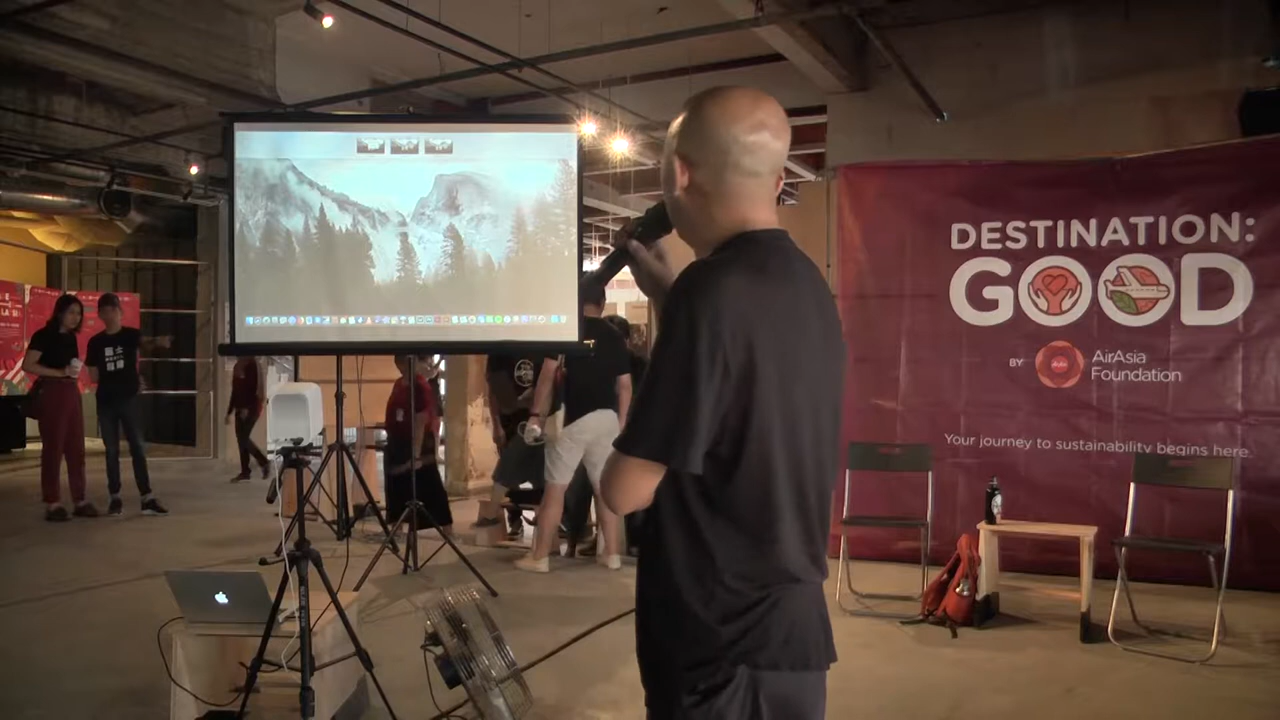 DESTINATION:
GOOD
BY AirAsia
Foundation
Your journey to sustainability begins here.